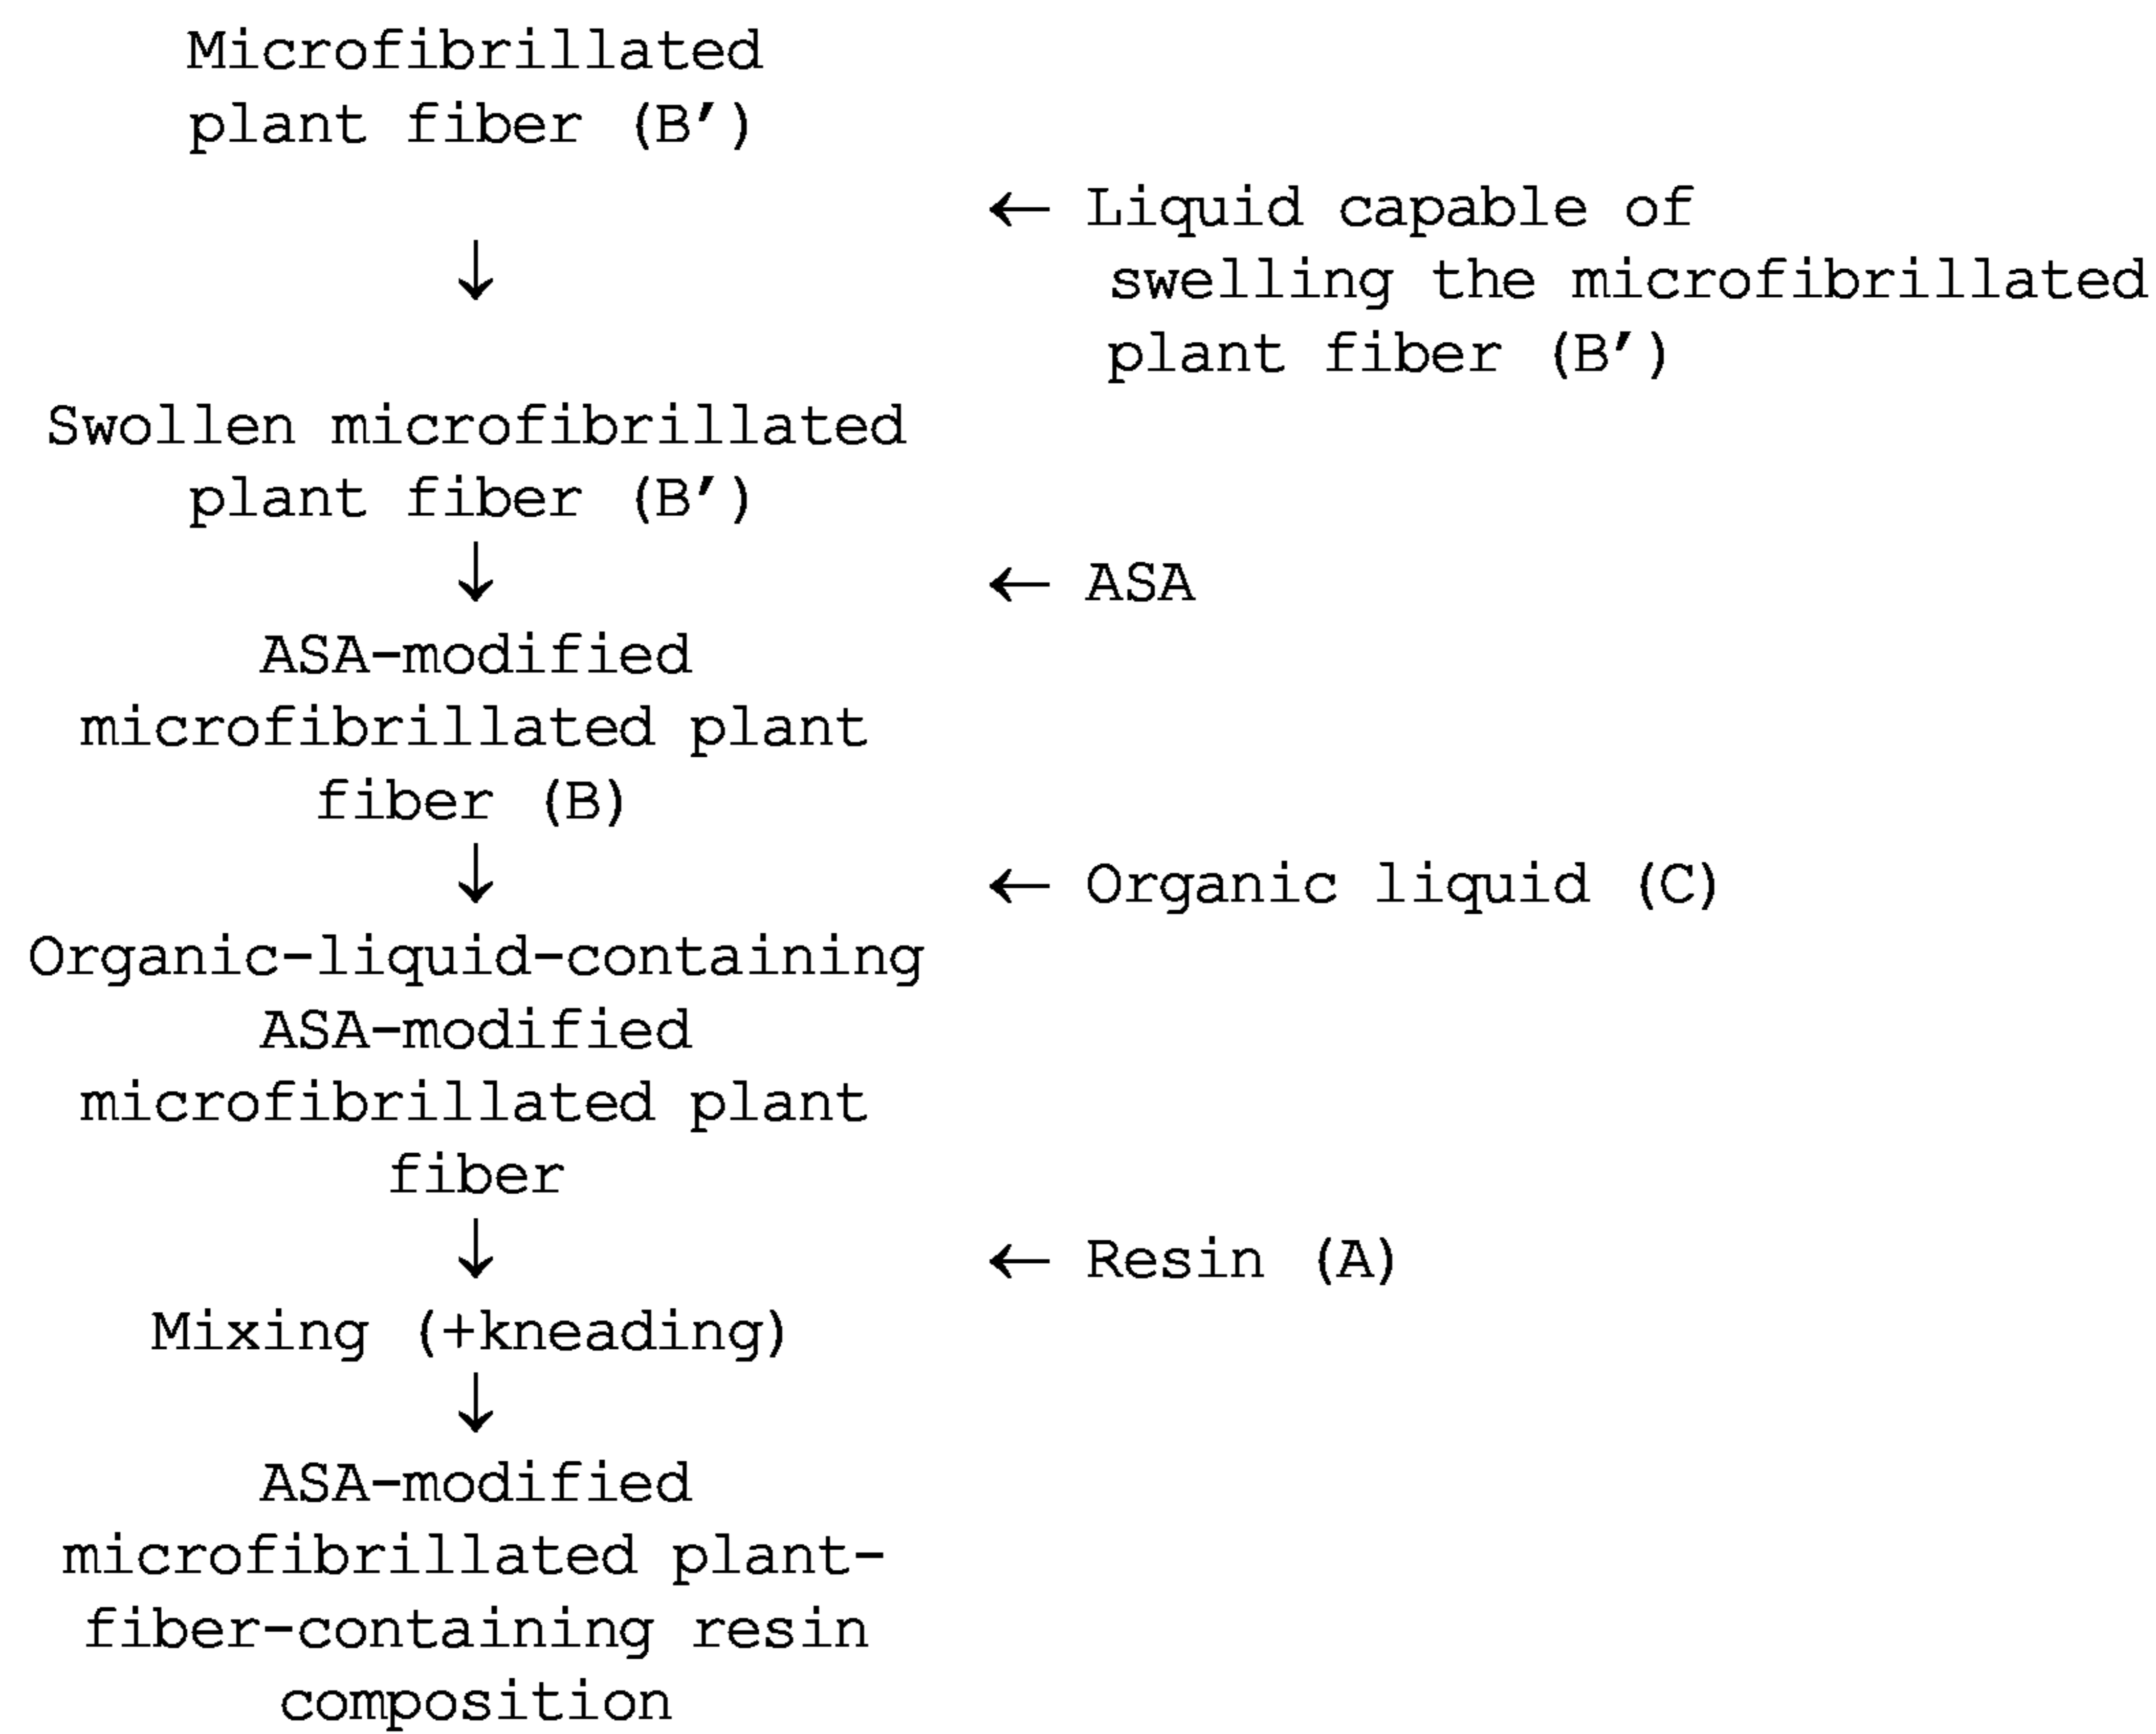 Microfibrillated
plant fiber (B′)
← Liquid capable of
↓
swelling the microfibrillated
plant fiber (B′)
Swollen microfibrillated
plant fiber (B′)
↓
← ASA
ASA-modified
microfibrillated plant
fiber (B)
↓
← Organic liquid (C)
Organic-liquid-containing
ASA-modified
microfibrillated plant
fiber
↓
← Resin (A)
Mixing (+kneading)
↓
ASA-modified
microfibrillated plant-
fiber-containing resin
composition